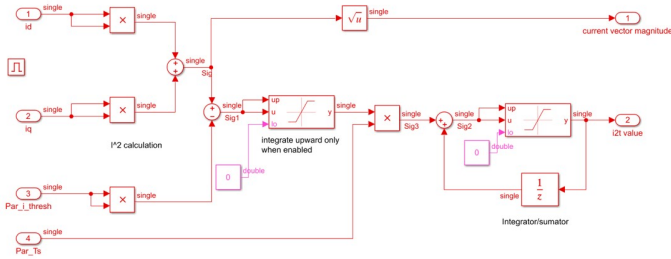 single
1
id
single
×
single
+
+
single
Sig
√u
single
1
current vector magnitude
single
2
iq
single
×
single
I^2 calculation
+
−
single
Sig1
up
u
lo
y
single
integrate upward only
when enabled
0
double
×
single
Sig3
+
+
single
Sig2
up
u
lo
y
single
2
i2t value
0
double
single
1
z
Integrator/sumator
single
3
Par_i_thresh
×
single
single
4
Par_Ts